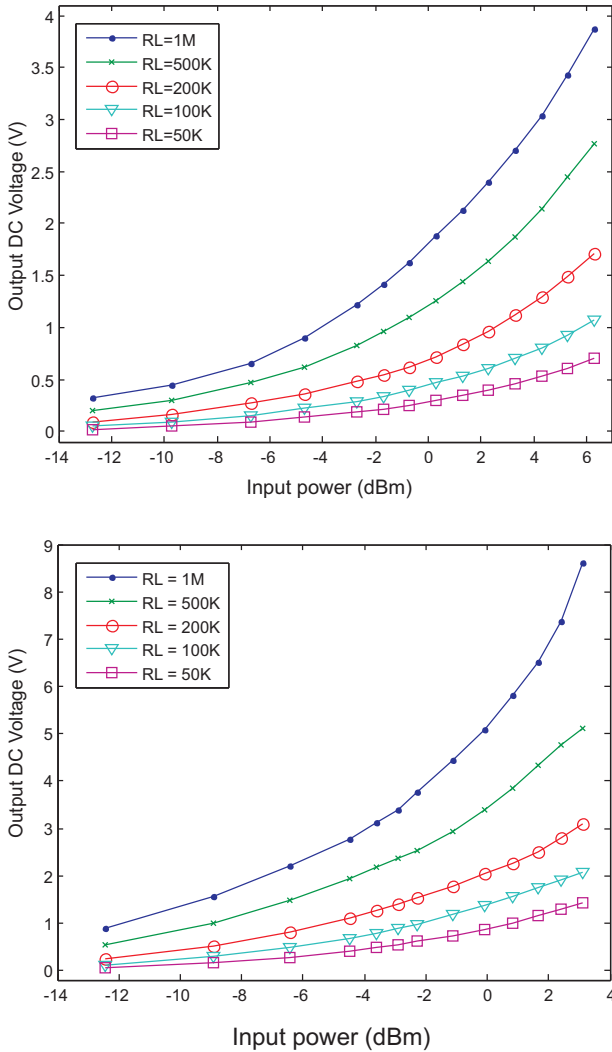 4
3.5
3
2.5
2
1.5
1
0.5
0
Output DC Voltage (V)
RL=1M
RL=500K
RL=200K
RL=100K
RL=50K
-14 -12 -10 -8 -6 -4 -2 0 2 4 6
Input power (dBm)
9
8
7
6
5
4
3
2
1
0
Output DC Voltage (V)
RL = 1M
RL = 500K
RL = 200K
RL = 100K
RL = 50K
-14 -12 -10 -8 -6 -4 -2 0 2 4
Input power (dBm)